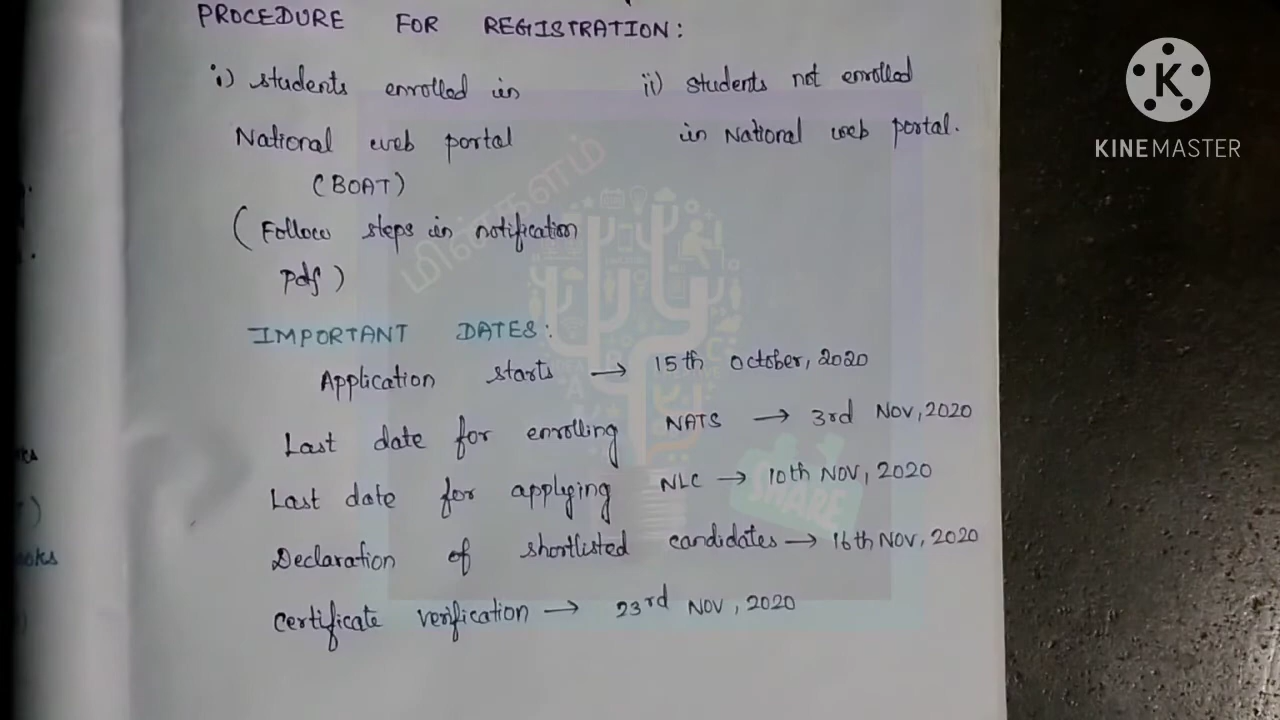 PROCEDURE FOR REGISTRATION:
i) students enrolled in
National web portal
(BOAT)
(Follow steps in notification
pdf)
ii) students not enrolled
in National web portal.
IMPORTANT DATES:
Application starts → 15th October, 2020
Last date for enrolling NATS → 3rd Nov, 2020
Last date for applying NLC → 10th NOV, 2020
Declaration of shortlisted candidates → 16th NOV, 2020
certificate verification → 23rd NOV, 2020
மின்களம்
SHARE
K
KINEMASTER